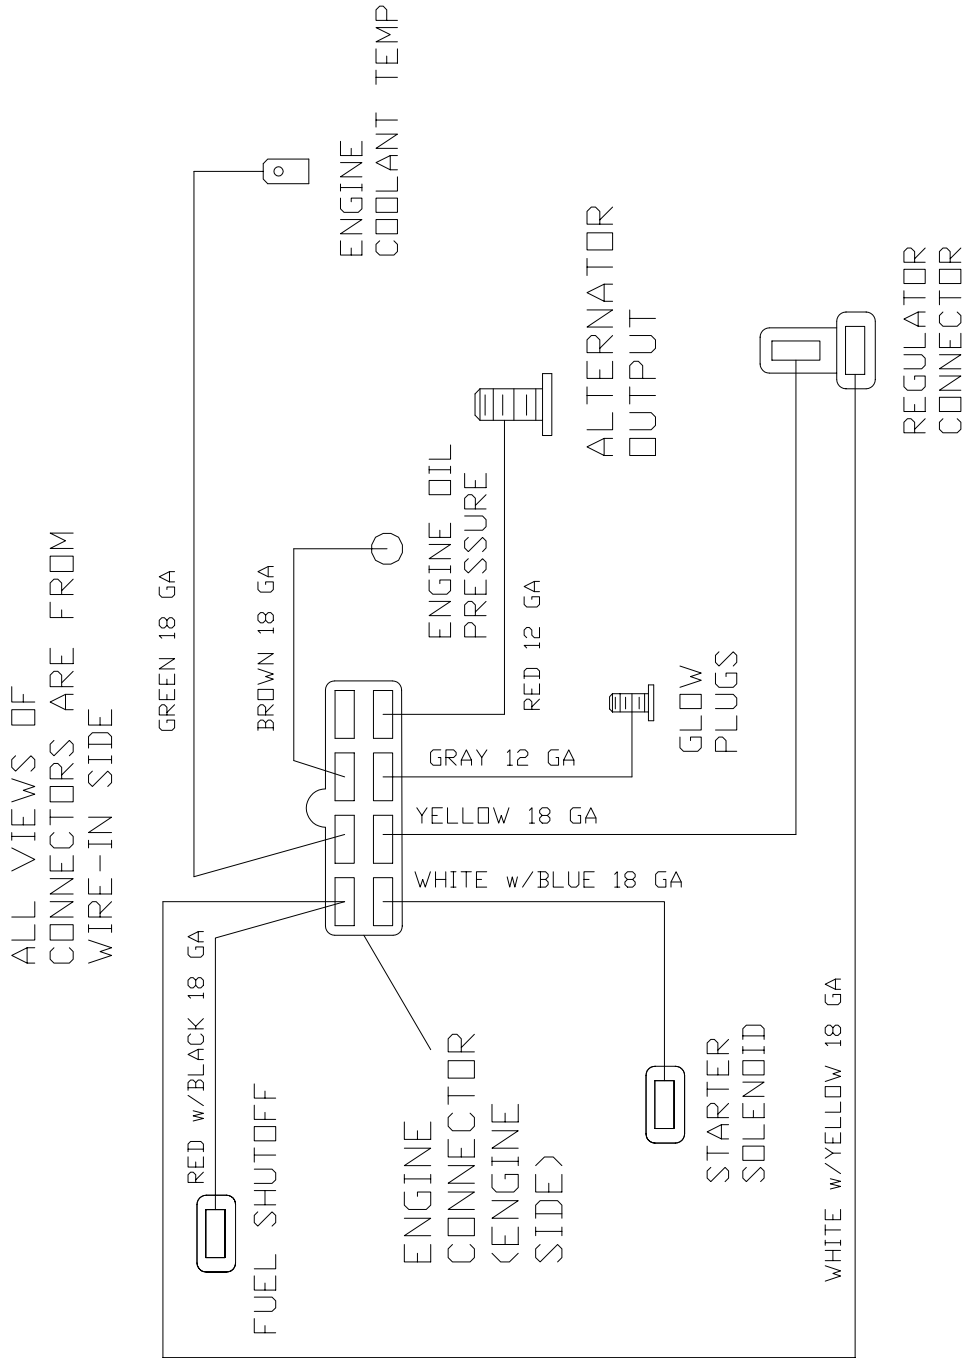 ALL VIEWS OF
CONNECTORS ARE FROM
WIRE-IN SIDE
GREEN 18 GA
ENGINE
COOLANT TEMP
BROWN 18 GA
ENGINE OIL
PRESSURE
RED 12 GA
ALTERNATOR
OUTPUT
GRAY 12 GA
GLOW
PLUGS
YELLOW 18 GA
REGULATOR
CONNECTOR
WHITE w/BLUE 18 GA
RED w/BLACK 18 GA
FUEL SHUTOFF
ENGINE
CONNECTOR
(ENGINE
SIDE)
STARTER
SOLENOID
WHITE w/YELLOW 18 GA